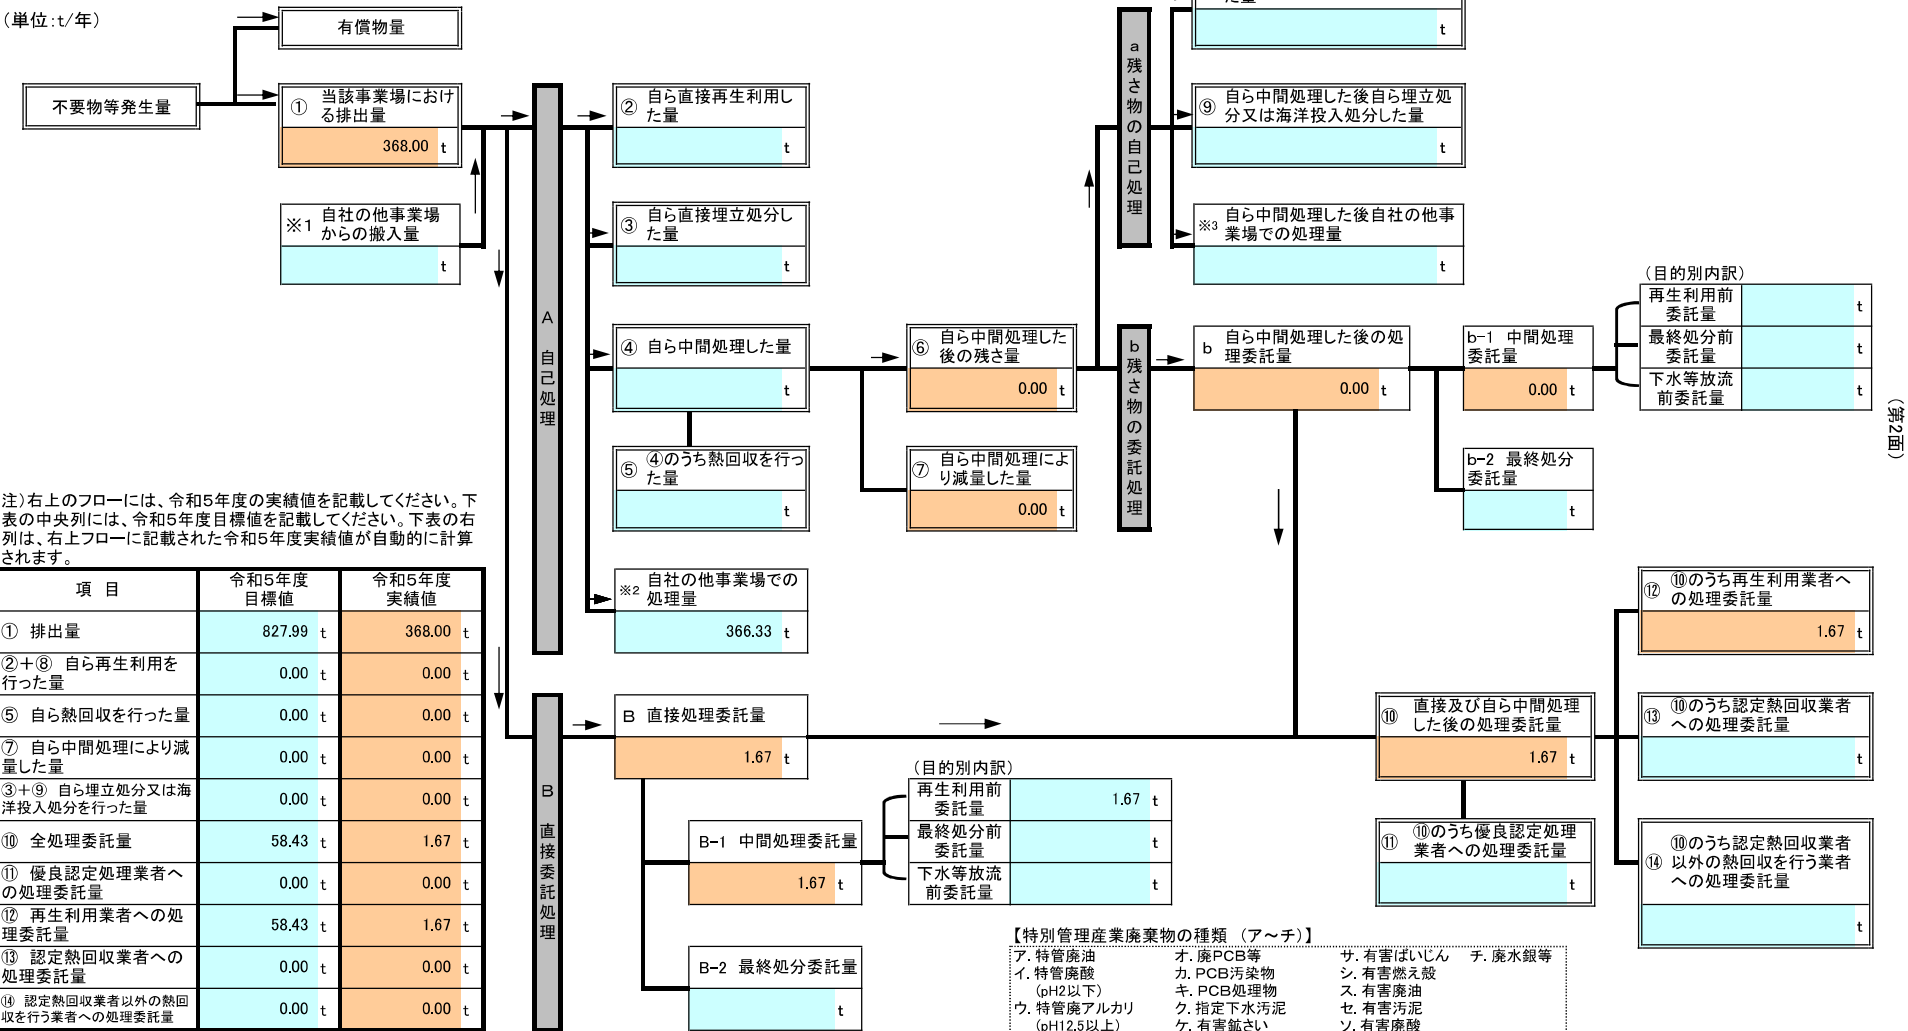 (単位:t/年)
有償物量
不要物等発生量
① 当該事業場におけ
る排出量
368.00 t
※1 自社の他事業場
からの搬入量
t
A 自己処理
② 自ら直接再生利用し
た量
t
③ 自ら直接埋立処分し
た量
t
④ 自ら中間処理した量
t
⑤ ④のうち熱回収を行っ
た量
t
※2 自社の他事業場での
処理量
366.33 t
⑥ 自ら中間処理した
後の残さ量
0.00 t
⑦ 自ら中間処理によ
り減量した量
0.00 t
a残さ物の自己処理
t
⑨ 自ら中間処理した後自ら埋立処
分又は海洋投入処分した量
t
※3 自ら中間処理した後自社の他事
業場での処理量
t
b残さ物の委託処理
b 自ら中間処理した後の処
理委託量
0.00 t
b-1 中間処理
委託量
0.00 t
b-2 最終処分
委託量
t
(目的別内訳)
再生利用前
委託量 t
最終処分前
委託量 t
下水等放流
前委託量 t
(第2面)
注)右上のフローには、令和5年度の実績値を記載してください。下
表の中央列には、令和5年度目標値を記載してください。下表の右
列は、右上フローに記載された令和5年度実績値が自動的に計算
されます。
項 目 令和5年度 目標値 令和5年度 実績値
① 排出量 827.99 t 368.00 t
②+⑧ 自ら再生利用を
行った量 0.00 t 0.00 t
⑤ 自ら熱回収を行った量 0.00 t 0.00 t
⑦ 自ら中間処理により減
量した量 0.00 t 0.00 t
③+⑨ 自ら埋立処分又は海
洋投入処分を行った量 0.00 t 0.00 t
⑩ 全処理委託量 58.43 t 1.67 t
⑪ 優良認定処理業者へ
の処理委託量 0.00 t 0.00 t
⑫ 再生利用業者への処
理委託量 58.43 t 1.67 t
⑬ 認定熱回収業者への
処理委託量 0.00 t 0.00 t
⑭ 認定熱回収業者以外の熱回
収を行う業者への処理委託量 0.00 t 0.00 t
B 直接委託処理
B 直接処理委託量
1.67 t
B-1 中間処理委託量
1.67 t
B-2 最終処分委託量
t
(目的別内訳)
再生利用前
委託量 1.67 t
最終処分前
委託量 t
下水等放流
前委託量 t
⑩ 直接及び自ら中間処理
した後の処理委託量
1.67 t
⑪ ⑩のうち優良認定処理
業者への処理委託量
t
⑫ ⑩のうち再生利用業者へ
の処理委託量
1.67 t
⑬ ⑩のうち認定熱回収業者
への処理委託量
t
⑭ ⑩のうち認定熱回収業者
以外の熱回収を行う業者
への処理委託量
t
【特別管理産業廃棄物の種類 (ア~チ)】
ア. 特管廃油 オ. 廃PCB等 サ. 有害ばいじん チ. 廃水銀等
イ. 特管廃酸 カ. PCB汚染物 シ. 有害燃え殻
(pH2以下) キ. PCB処理物 ス. 有害廃油
ウ. 特管廃アルカリ ク. 指定下水汚泥 セ. 有害汚泥
(pH12.5以上) ケ. 有害鉱さい ソ. 有害廃酸